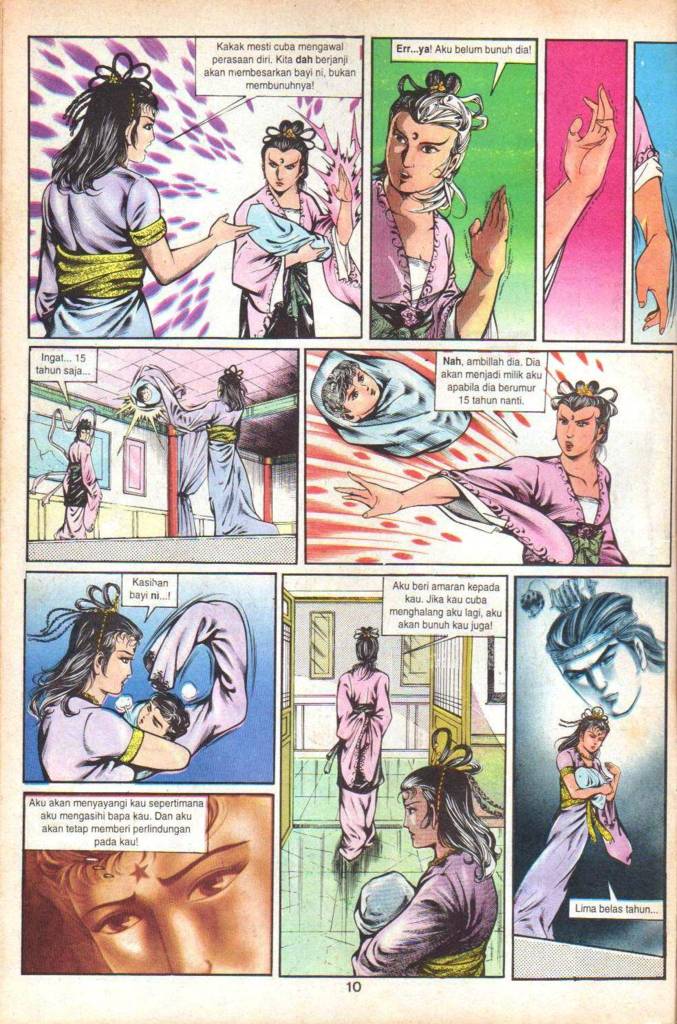 Kakak mesti cuba mengawal
perasaan diri. Kita dah berjanji
akan membesarkan bayi ni, bukan
membunuhnya!
Err...ya! Aku belum bunuh dia!
Ingat... 15
tahun saja...
Nah, ambillah dia. Dia
akan menjadi milik aku
apabila dia berumur
15 tahun nanti.
Kasihan
bayi ni...!
Aku akan menyayangi kau sepertimana
aku mengasihi bapa kau. Dan aku
akan tetap memberi perlindungan
pada kau!
Aku beri amaran kepada
kau. Jika kau cuba
menghalang aku lagi, aku
akan bunuh kau juga!
Lima belas tahun...
10